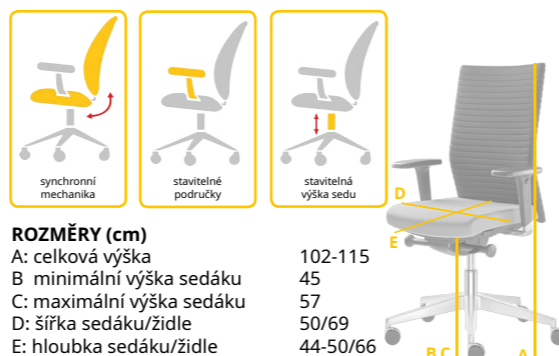 synchronní
mechanika
stavitelné
područky
stavitelná
výška sedu
ROZMĚRY (cm)
A: celková výška 102-115
B minimální výška sedáku 45
C: maximální výška sedáku 57
D: šířka sedáku/židle 50/69
E: hloubka sedáku/židle 44-50/66
D
E
B C A